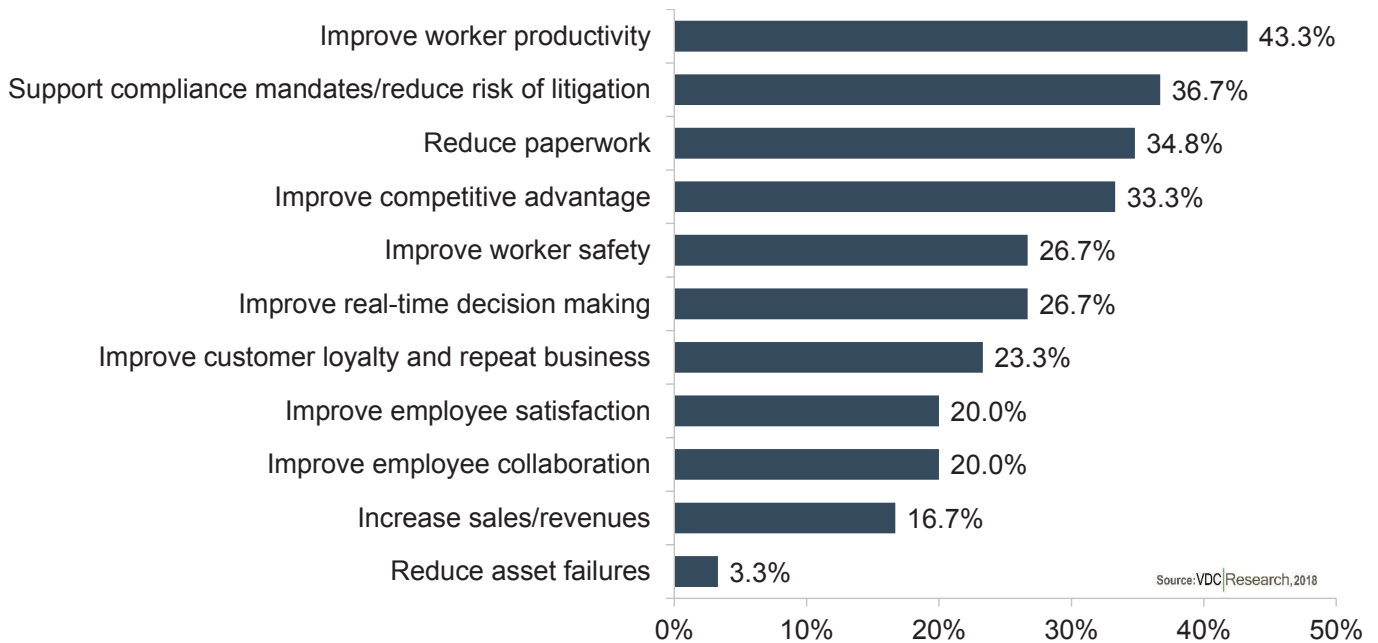 Improve worker productivity 43.3%
Support compliance mandates/reduce risk of litigation 36.7%
Reduce paperwork 34.8%
Improve competitive advantage 33.3%
Improve worker safety 26.7%
Improve real-time decision making 26.7%
Improve customer loyalty and repeat business 23.3%
Improve employee satisfaction 20.0%
Improve employee collaboration 20.0%
Increase sales/revenues 16.7%
Reduce asset failures 3.3%
Source: VDC|Research, 2018
0% 10% 20% 30% 40% 50%